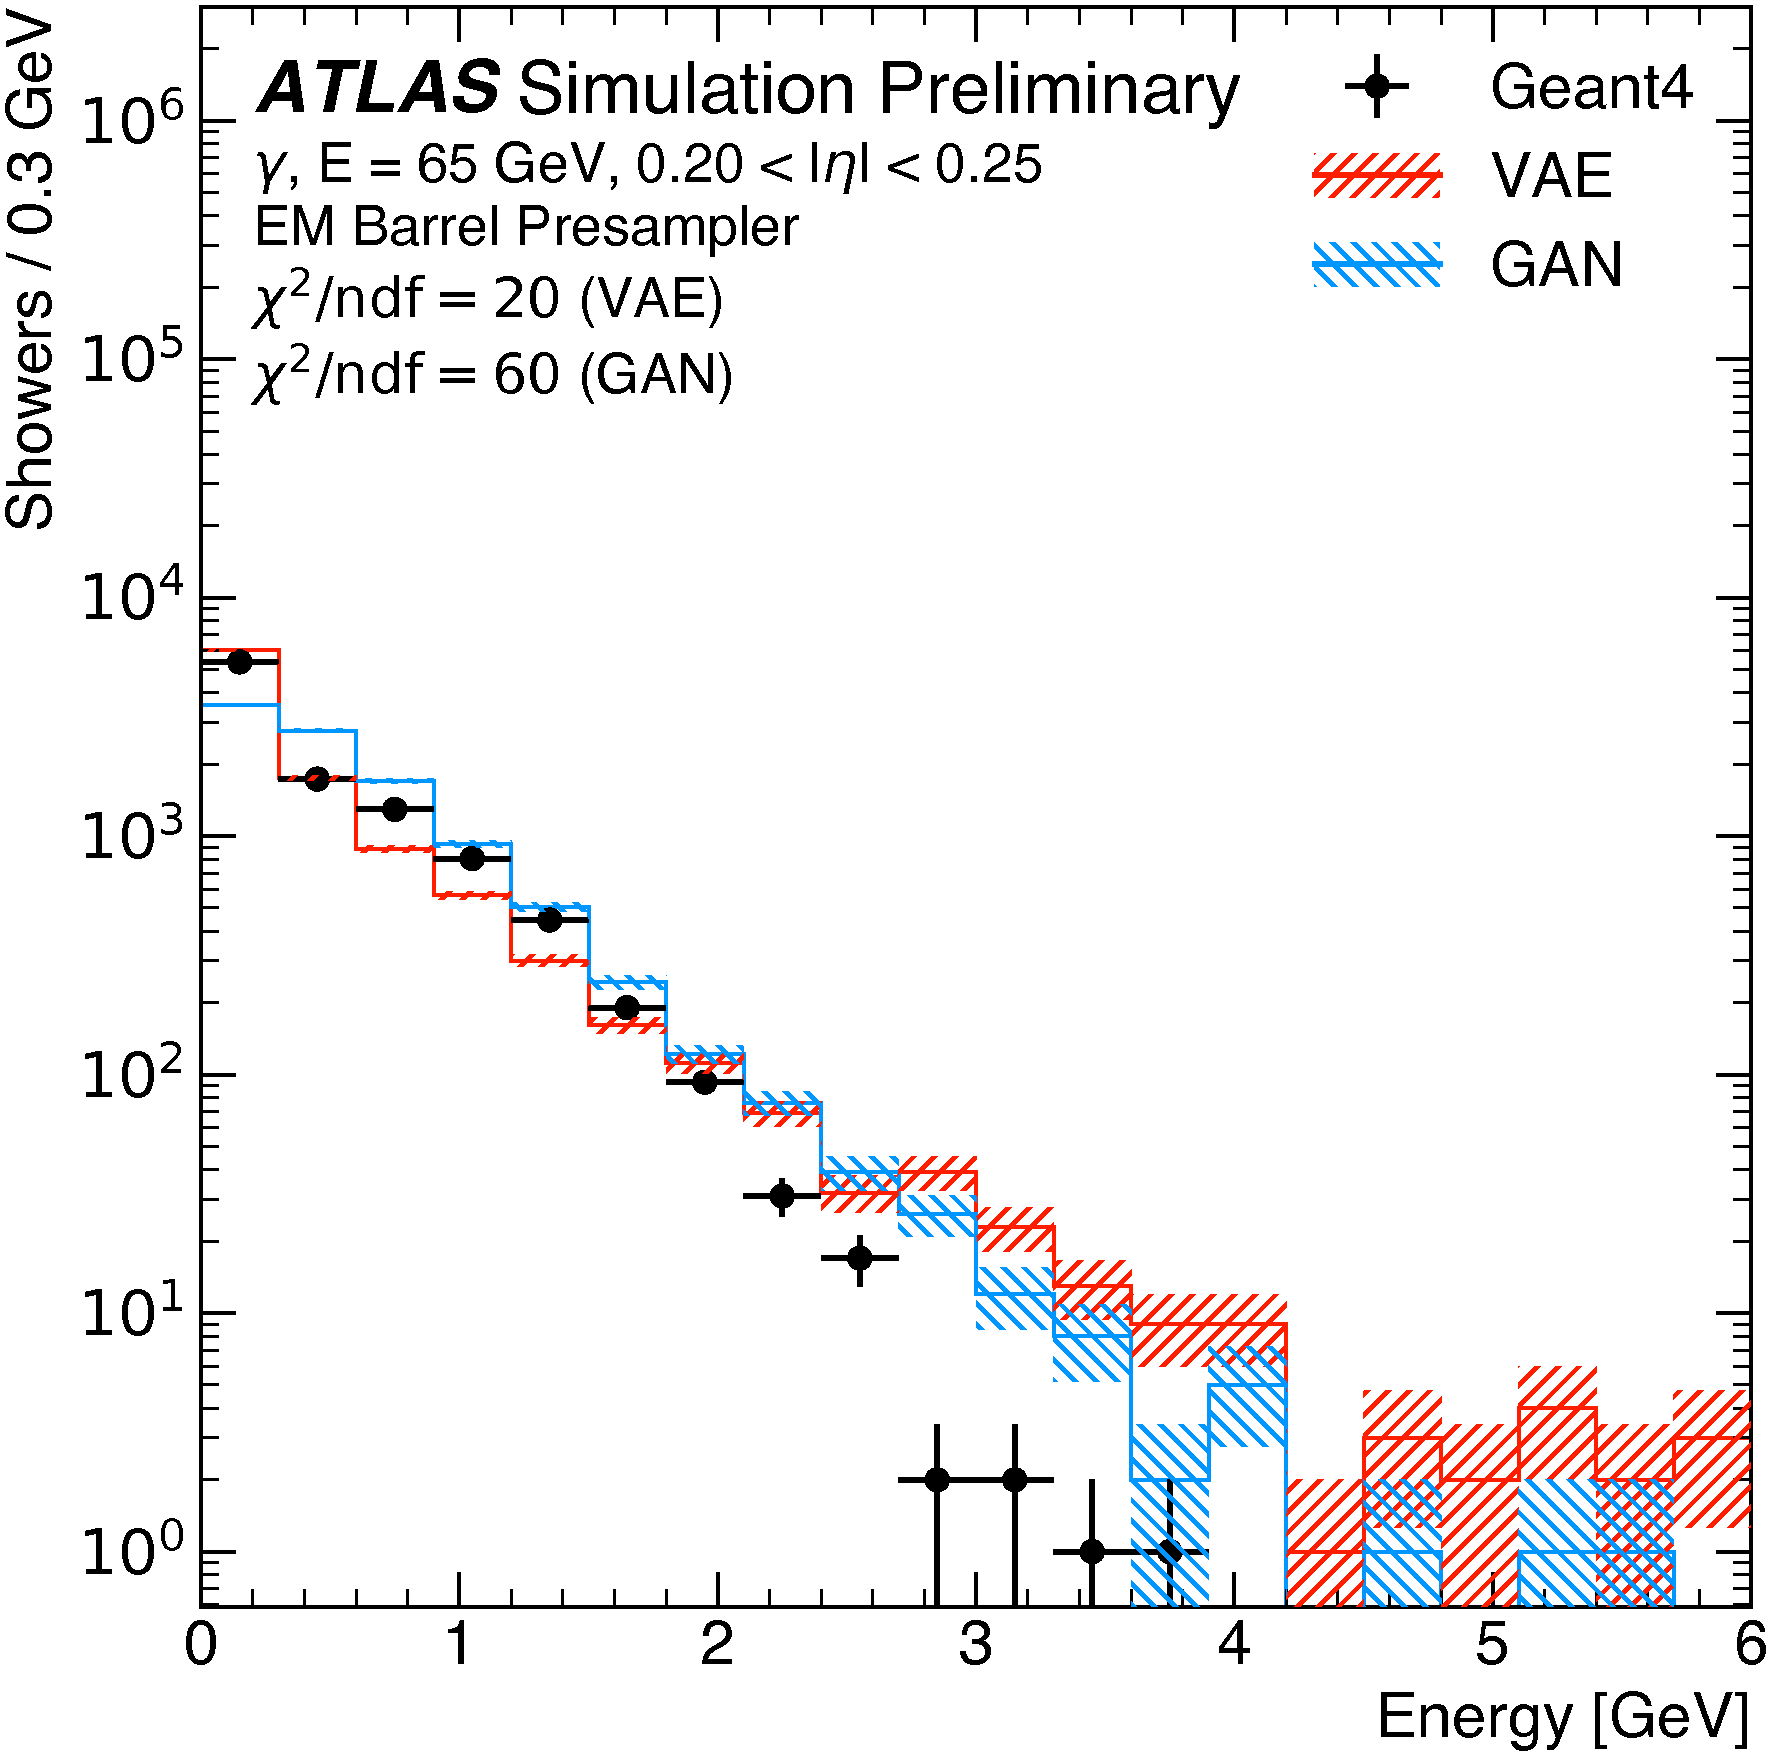 Showers / 0.3 GeV
10⁶
10⁵
10⁴
10³
10²
10¹
10⁰
ATLAS Simulation Preliminary
γ, E = 65 GeV, 0.20 < |η| < 0.25
EM Barrel Presampler
χ²/ndf = 20 (VAE)
χ²/ndf = 60 (GAN)
Geant4
VAE
GAN
0 1 2 3 4 5 6
Energy [GeV]